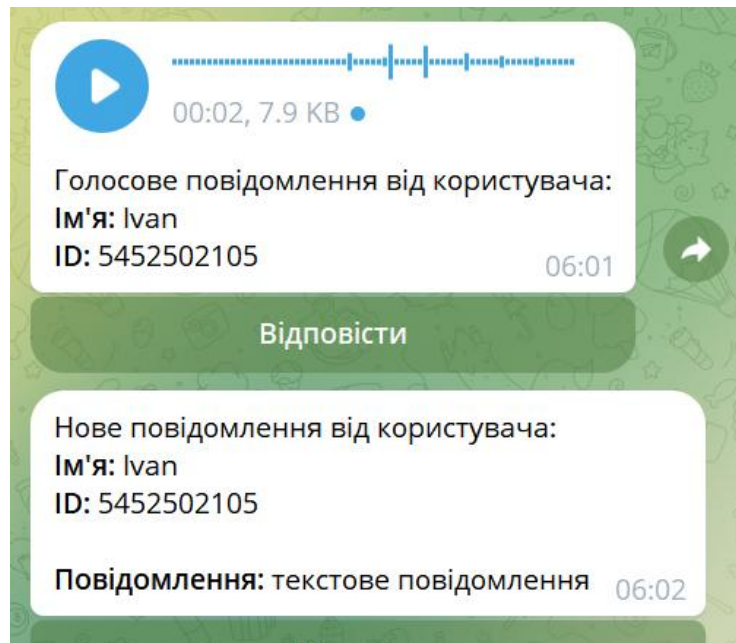 00:02, 7.9 KB
Голосове повідомлення від користувача:
Ім'я: Ivan
ID: 5452502105
06:01
Відповісти
Нове повідомлення від користувача:
Ім'я: Ivan
ID: 5452502105
Повідомлення: текстове повідомлення 06:02